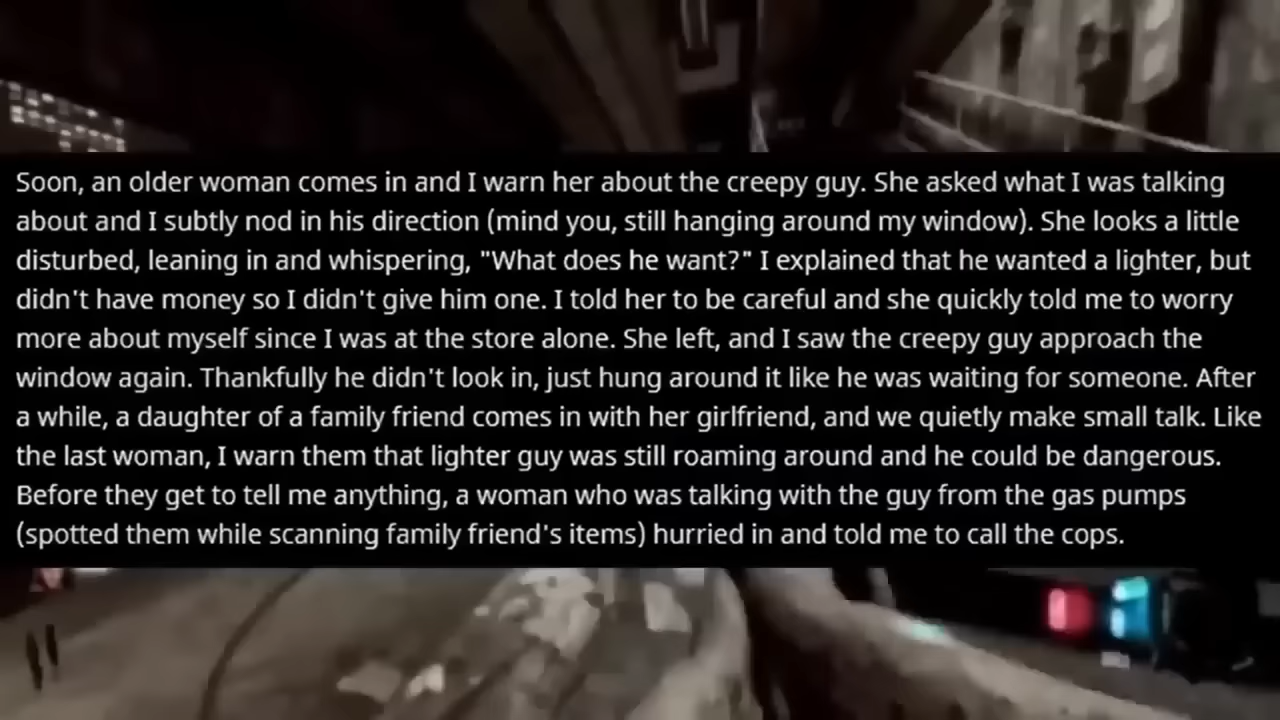 Soon, an older woman comes in and I warn her about the creepy guy. She asked what I was talking
about and I subtly nod in his direction (mind you, still hanging around my window). She looks a little
disturbed, leaning in and whispering, "What does he want?" I explained that he wanted a lighter, but
didn't have money so I didn't give him one. I told her to be careful and she quickly told me to worry
more about myself since I was at the store alone. She left, and I saw the creepy guy approach the
window again. Thankfully he didn't look in, just hung around it like he was waiting for someone. After
a while, a daughter of a family friend comes in with her girlfriend, and we quietly make small talk. Like
the last woman, I warn them that lighter guy was still roaming around and he could be dangerous.
Before they get to tell me anything, a woman who was talking with the guy from the gas pumps
(spotted them while scanning family friend's items) hurried in and told me to call the cops.